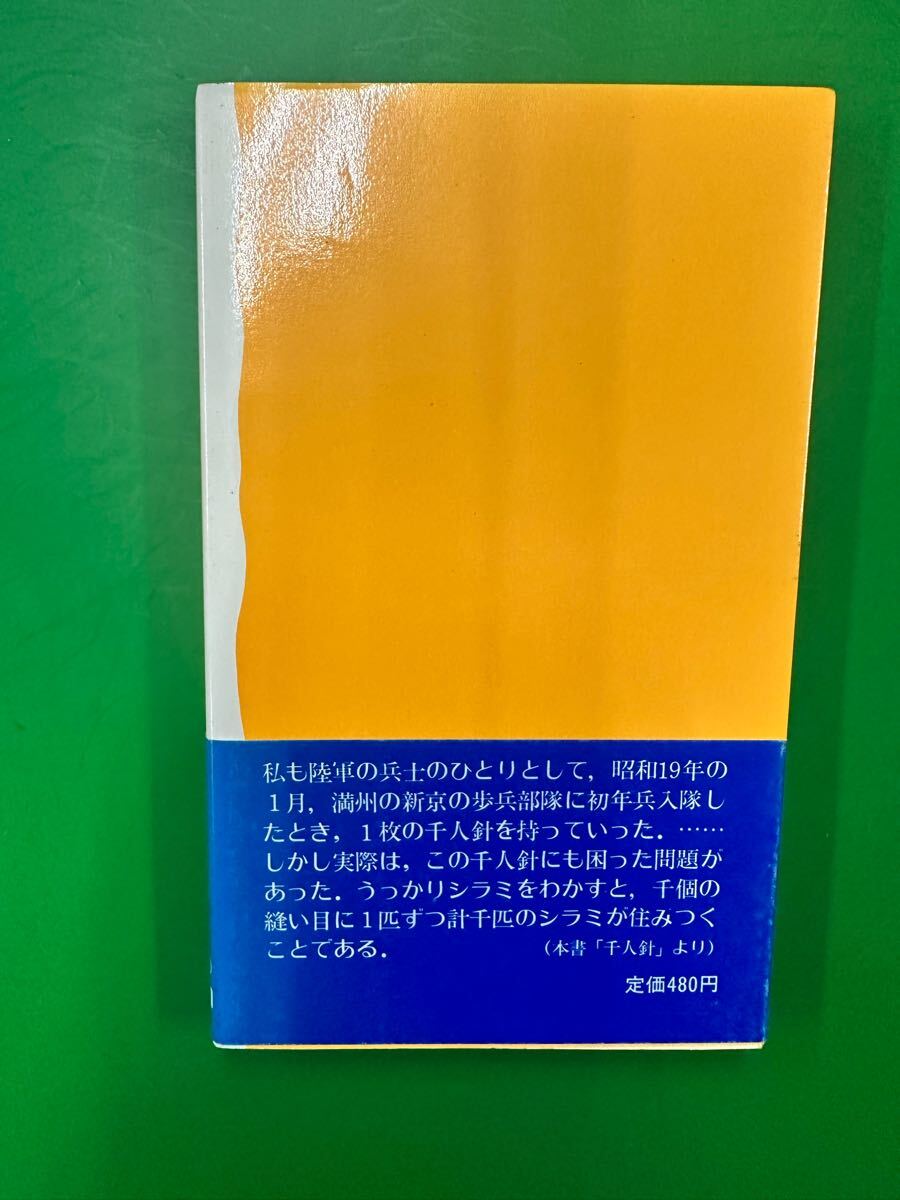 私も陸軍の兵士のひとりとして，昭和19年の
1月，満州の新京の歩兵部隊に初年兵入隊し
たとき，1枚の千人針を持っていった．……
しかし実際は，この千人針にも困った問題が
あった．うっかりシラミをわかすと，千個の
縫い目に1匹ずつ計千匹のシラミが住みつく
ことである．
（本書「千人針」より）
定価480円